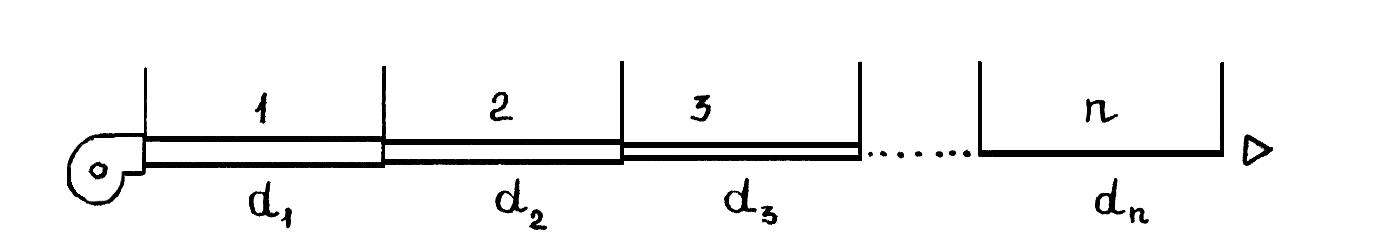 1 2 3 n
d₁ d₂ d₃ dₙ